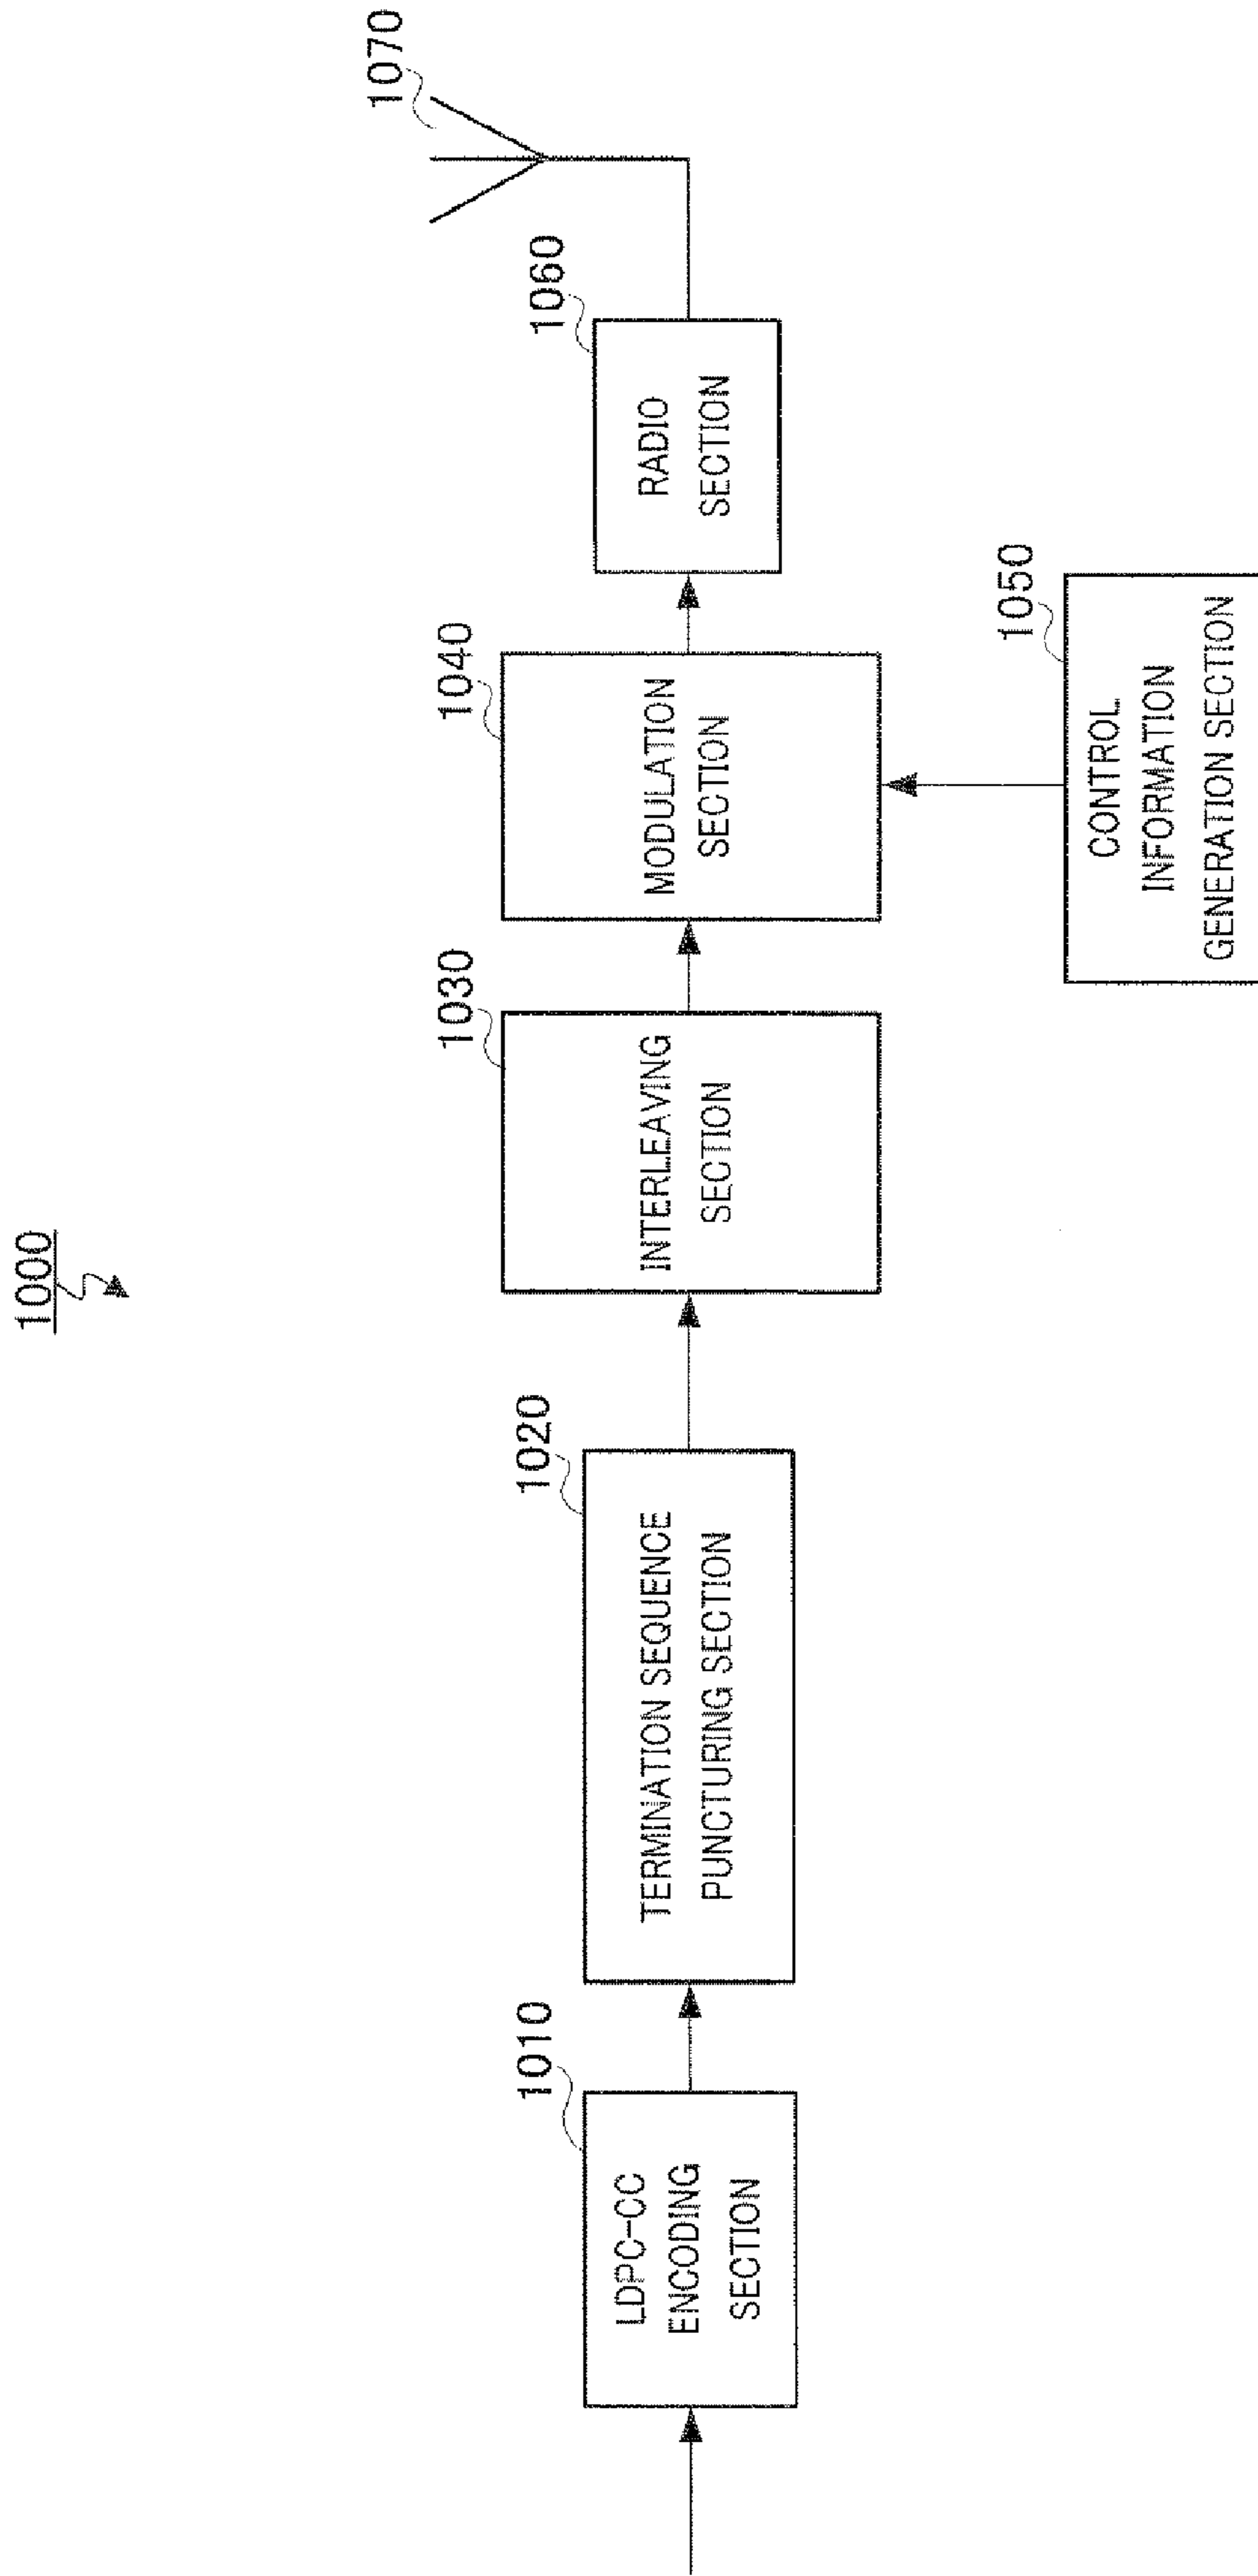 1000
1010
LDPC-CC
ENCODING
SECTION
1020
TERMINATION SEQUENCE
PUNCTURING SECTION
1030
INTERLEAVING
SECTION
1040
MODULATION
SECTION
1060
RADIO
SECTION
1070
1050
CONTROL
INFORMATION
GENERATION SECTION